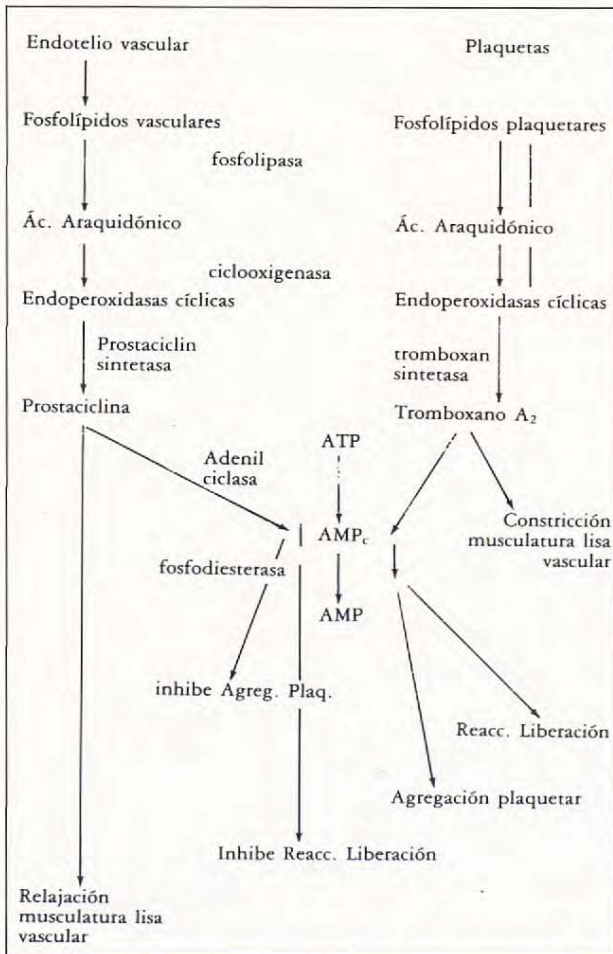 Endotelio vascular
Plaquetas
Fosfolípidos vasculares
Fosfolípidos plaquetares
fosfolipasa
Ác. Araquidónico
Ác. Araquidónico
ciclooxigenasa
Endoperoxidasas cíclicas
Endoperoxidasas cíclicas
Prostaciclin
sintetasa
tromboxan
sintetasa
Prostaciclina
Tromboxano A₂
ATP
Adenil
ciclasa
AMPc
Constricción
musculatura lisa
vascular
fosfodiesterasa
AMP
inhibe Agreg. Plaq.
Reacc. Liberación
Agregación plaquetar
Inhibe Reacc. Liberación
Relajación
musculatura lisa
vascular